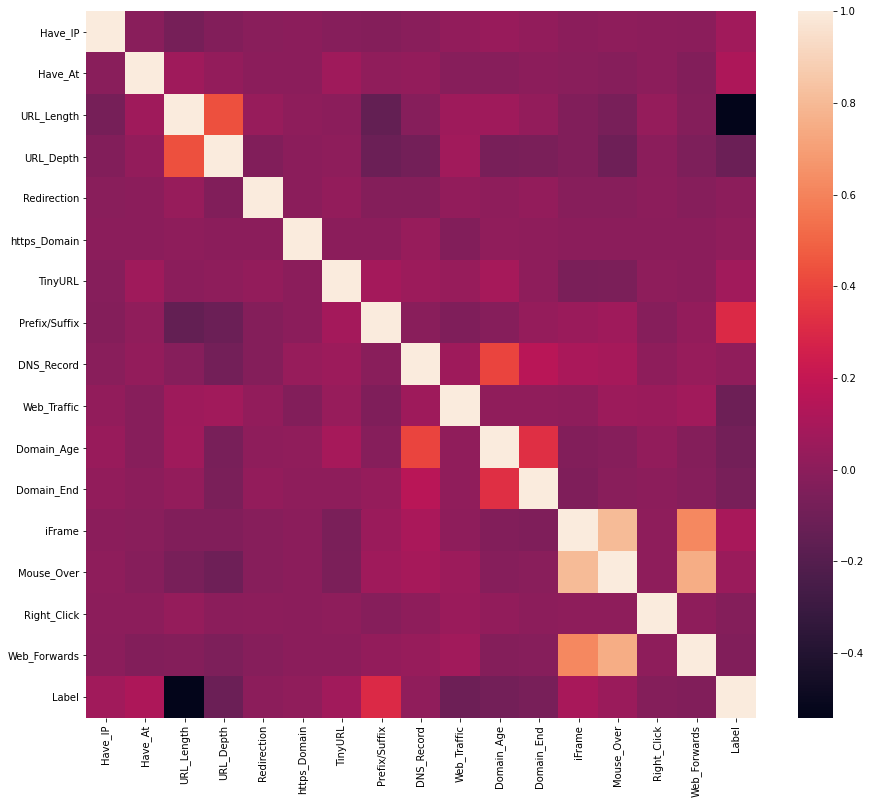 Have_IP
Have_At
URL_Length
URL_Depth
Redirection
https_Domain
TinyURL
Prefix/Suffix
DNS_Record
Web_Traffic
Domain_Age
Domain_End
iFrame
Mouse_Over
Right_Click
Web_Forwards
Label
Have_IP
Have_At
URL_Length
URL_Depth
Redirection
https_Domain
TinyURL
Prefix/Suffix
DNS_Record
Web_Traffic
Domain_Age
Domain_End
iFrame
Mouse_Over
Right_Click
Web_Forwards
Label
1.0
0.8
0.6
0.4
0.2
0.0
−0.2
−0.4